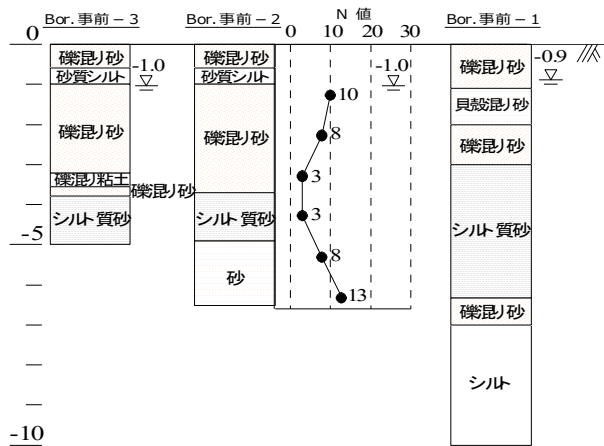 Bor.事前－3
Bor.事前－2
N 値
Bor.事前－1
0
0
10
20
30
礫混り砂
砂質シルト
-1.0
礫混り砂
礫混り粘土
礫混り砂
シルト質砂
-5
-10
礫混り砂
砂質シルト
-1.0
礫混り砂
シルト質砂
砂
10
8
3
3
8
13
礫混り砂
-0.9
貝殻混り砂
礫混り砂
シルト質砂
礫混り砂
シルト